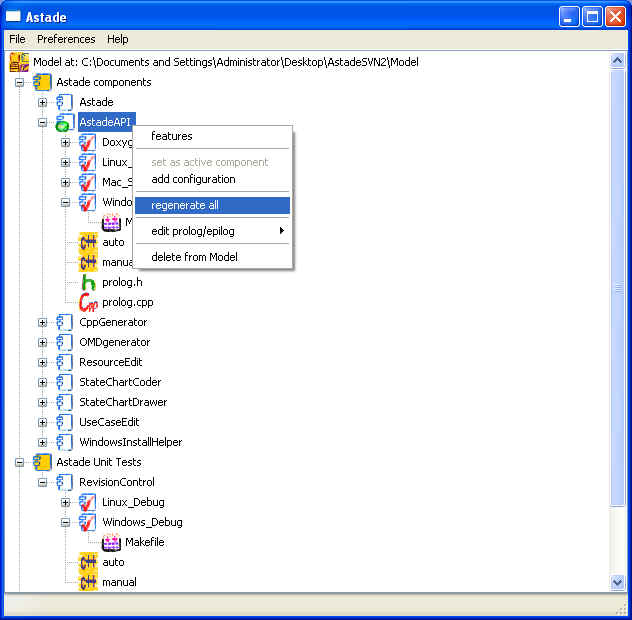 Astade
File Preferences Help
Model at: C:\Documents and Settings\Administrator\Desktop\AstadeSVN2\Model
Astade components
Astade
AstadeAPI
features
Doxyg
set as active component
Linux_
add configuration
Mac_S
regenerate all
Windo
M
edit prolog/epilog
auto
delete from Model
manua
prolog.h
prolog.cpp
CppGenerator
OMDgenerator
ResourceEdit
StateChartCoder
StateChartDrawer
UseCaseEdit
WindowsInstallHelper
Astade Unit Tests
RevisionControl
Linux_Debug
Windows_Debug
Makefile
auto
manual